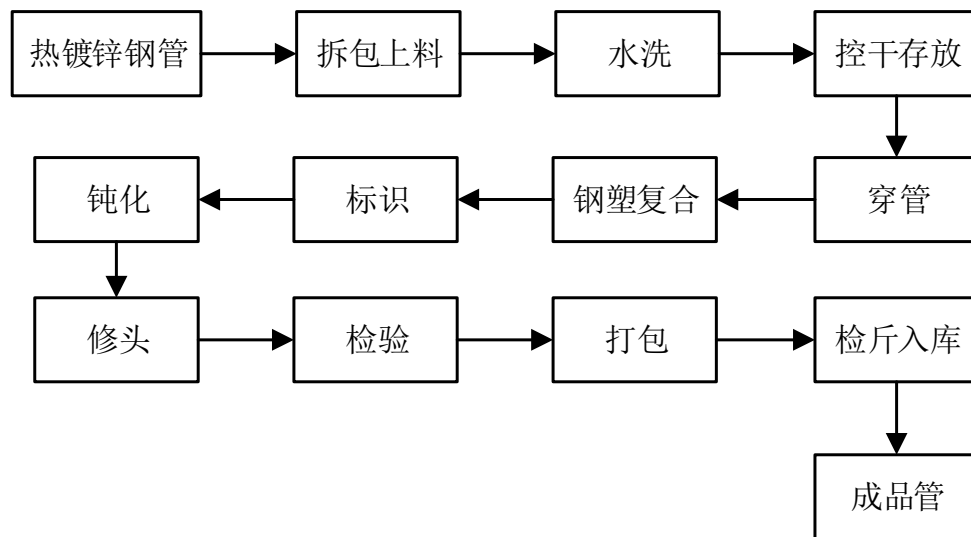 热镀锌钢管
拆包上料
水洗
控干存放
穿管
钢塑复合
标识
钝化
修头
检验
打包
检斤入库
成品管